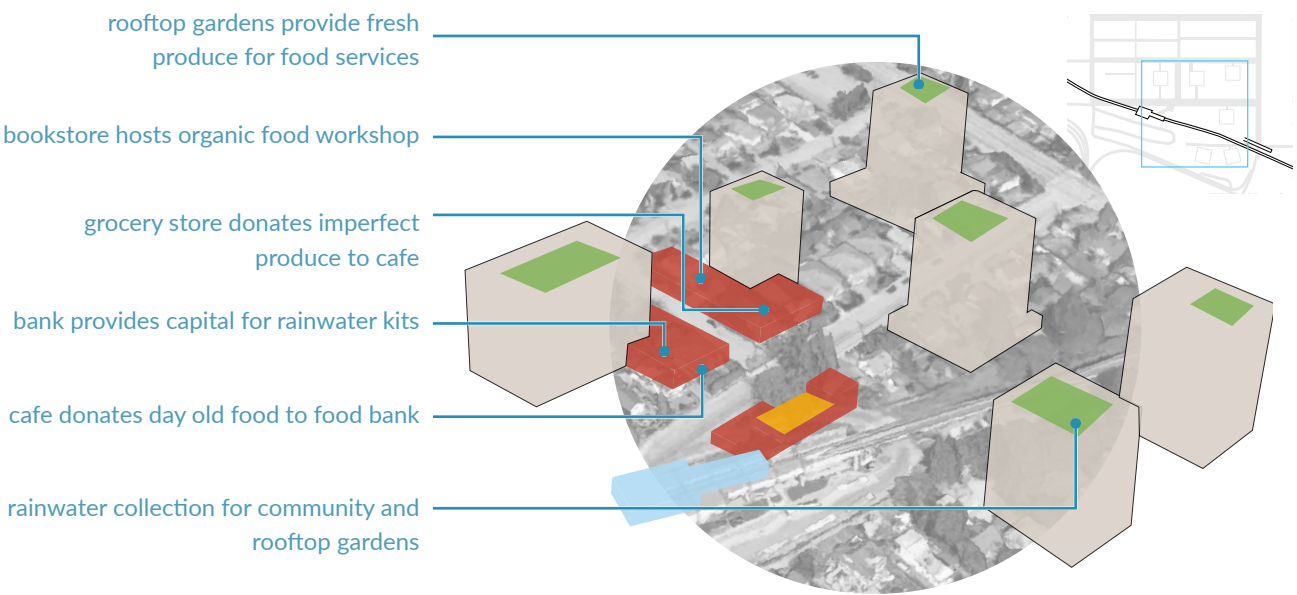 rooftop gardens provide fresh
produce for food services
bookstore hosts organic food workshop
grocery store donates imperfect
produce to cafe
bank provides capital for rainwater kits
cafe donates day old food to food bank
rainwater collection for community and
rooftop gardens